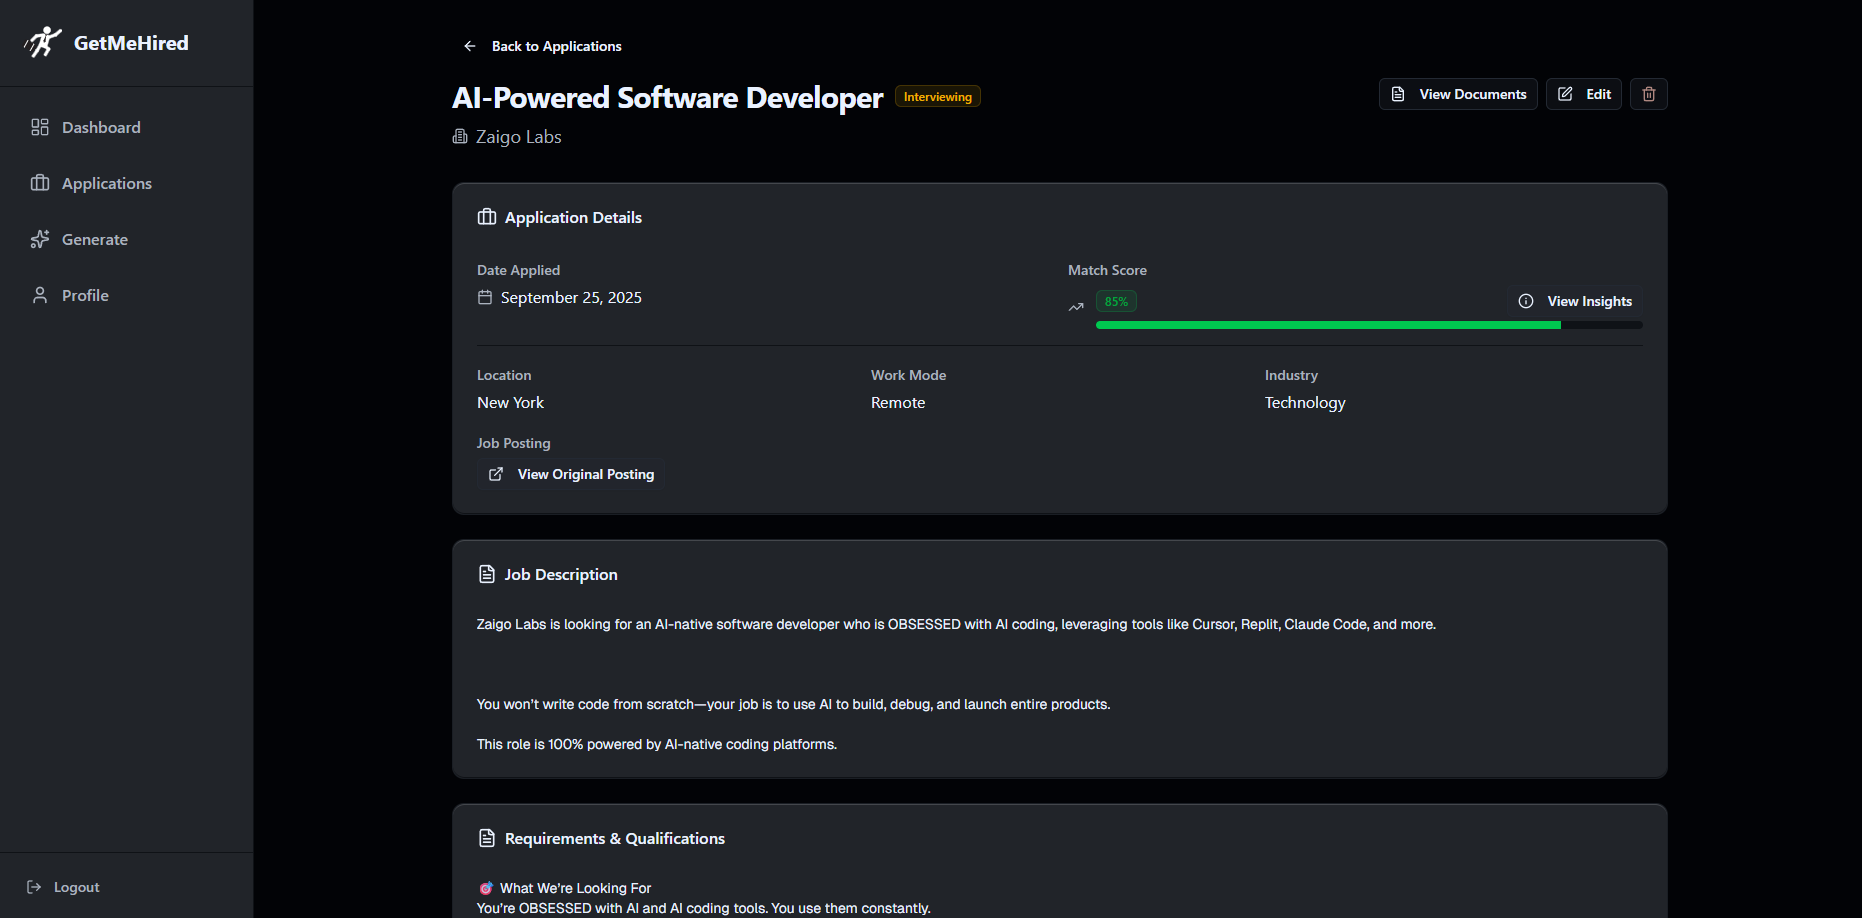 GetMeHired
Dashboard
Applications
Generate
Profile
Logout
Back to Applications
AI-Powered Software Developer
Interviewing
View Documents
Edit
Zaigo Labs
Application Details
Date Applied
September 25, 2025
Match Score
85%
View Insights
Location
New York
Work Mode
Remote
Industry
Technology
Job Posting
View Original Posting
Job Description
Zaigo Labs is looking for an AI-native software developer who is OBSESSED with AI coding, leveraging tools like Cursor, Replit, Claude Code, and more.
You won't write code from scratch—your job is to use AI to build, debug, and launch entire products.
This role is 100% powered by AI-native coding platforms.
Requirements & Qualifications
🎯 What We're Looking For
You're OBSESSED with AI and AI coding tools. You use them constantly.